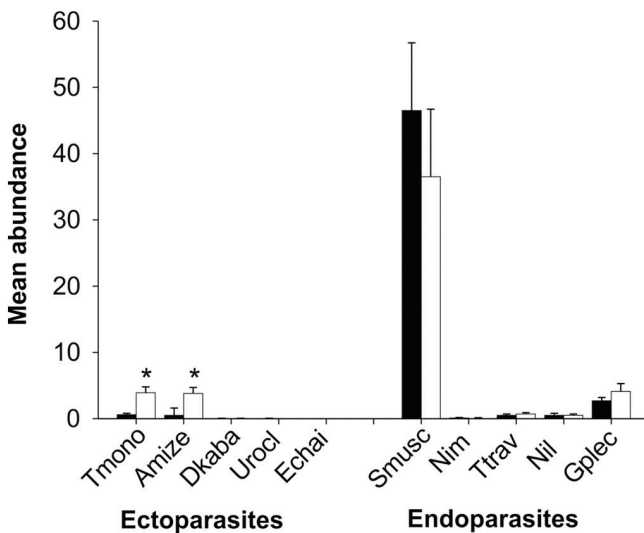 Mean abundance
60
50
40
30
20
10
0
* *
Tmono Amize Dkaba Urocl Echai Smusc Nim Ttrav Nil Gplec
Ectoparasites Endoparasites